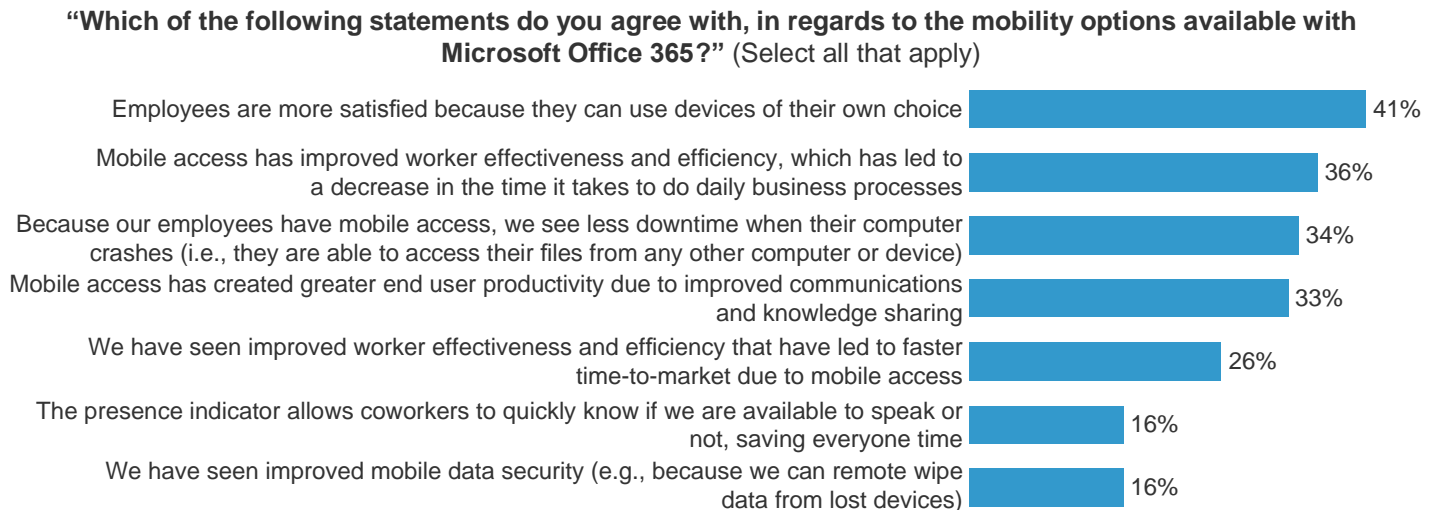 “Which of the following statements do you agree with, in regards to the mobility options available with
Microsoft Office 365?” (Select all that apply)
Employees are more satisfied because they can use devices of their own choice
41%
Mobile access has improved worker effectiveness and efficiency, which has led to
a decrease in the time it takes to do daily business processes
36%
Because our employees have mobile access, we see less downtime when their computer
crashes (i.e., they are able to access their files from any other computer or device)
34%
Mobile access has created greater end user productivity due to improved communications
and knowledge sharing
33%
We have seen improved worker effectiveness and efficiency that have led to faster
time-to-market due to mobile access
26%
The presence indicator allows coworkers to quickly know if we are available to speak or
not, saving everyone time
16%
We have seen improved mobile data security (e.g., because we can remote wipe
data from lost devices)
16%